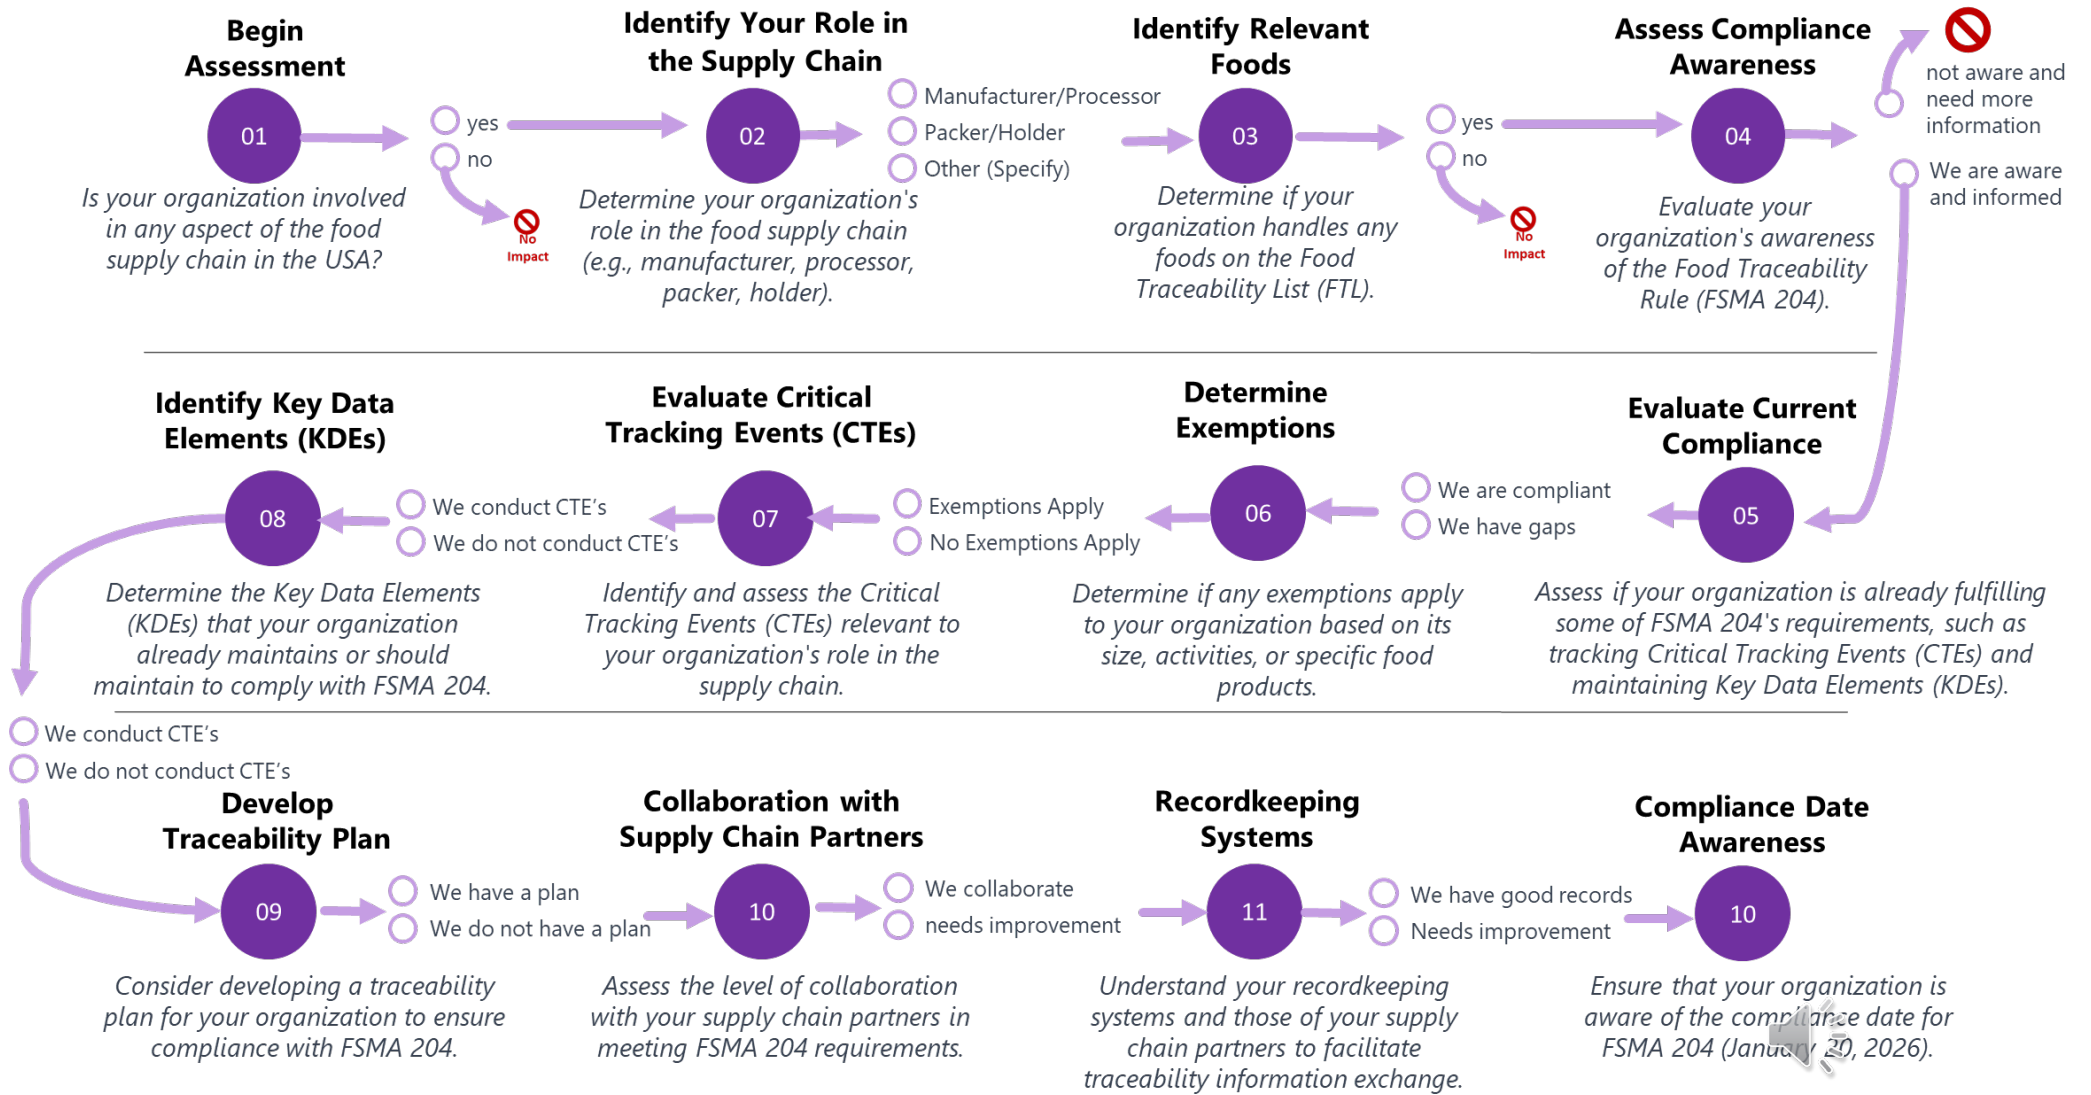 Begin
Assessment
01
Is your organization involved
in any aspect of the food
supply chain in the USA?
yes
no
No
Impact
Identify Your Role in
the Supply Chain
02
Determine your organization's
role in the food supply chain
(e.g., manufacturer, processor,
packer, holder).
Manufacturer/Processor
Packer/Holder
Other (Specify)
Identify Relevant
Foods
03
Determine if your
organization handles any
foods on the Food
Traceability List (FTL).
yes
no
No
Impact
Assess Compliance
Awareness
04
Evaluate your
organization's awareness
of the Food Traceability
Rule (FSMA 204).
not aware and
need more
information
We are aware
and informed
Evaluate Current
Compliance
05
Assess if your organization is already fulfilling
some of FSMA 204's requirements, such as
tracking Critical Tracking Events (CTEs) and
maintaining Key Data Elements (KDEs).
We are compliant
We have gaps
Determine
Exemptions
06
Determine if any exemptions apply
to your organization based on its
size, activities, or specific food
products.
Exemptions Apply
No Exemptions Apply
Evaluate Critical
Tracking Events (CTEs)
07
Identify and assess the Critical
Tracking Events (CTEs) relevant to
your organization's role in the
supply chain.
We conduct CTE's
We do not conduct CTE's
Identify Key Data
Elements (KDEs)
08
Determine the Key Data Elements
(KDEs) that your organization
already maintains or should
maintain to comply with FSMA 204.
We conduct CTE's
We do not conduct CTE's
Develop
Traceability Plan
09
Consider developing a traceability
plan for your organization to ensure
compliance with FSMA 204.
We have a plan
We do not have a plan
Collaboration with
Supply Chain Partners
10
Assess the level of collaboration
with your supply chain partners in
meeting FSMA 204 requirements.
We collaborate
needs improvement
Recordkeeping
Systems
11
Understand your recordkeeping
systems and those of your supply
chain partners to facilitate
traceability information exchange.
We have good records
Needs improvement
Compliance Date
Awareness
10
Ensure that your organization is
aware of the compliance date for
FSMA 204 (January 20, 2026).